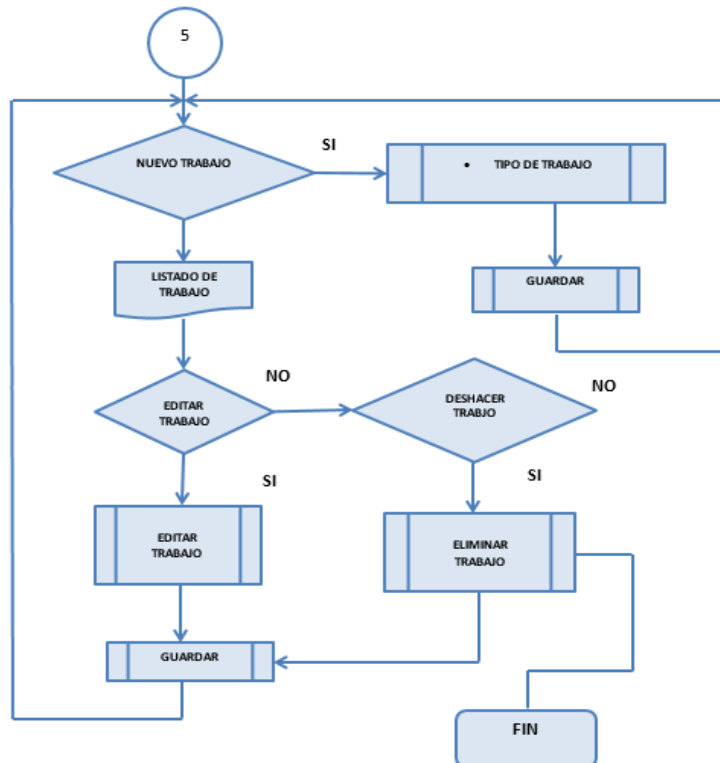 5
SI
NUEVO TRABAJO
• TIPO DE TRABAJO
LISTADO DE
TRABAJO
GUARDAR
NO
DESHACER
TRABJO
NO
EDITAR
TRABAJO
SI
SI
EDITAR
TRABAJO
ELIMINAR
TRABAJO
GUARDAR
FIN